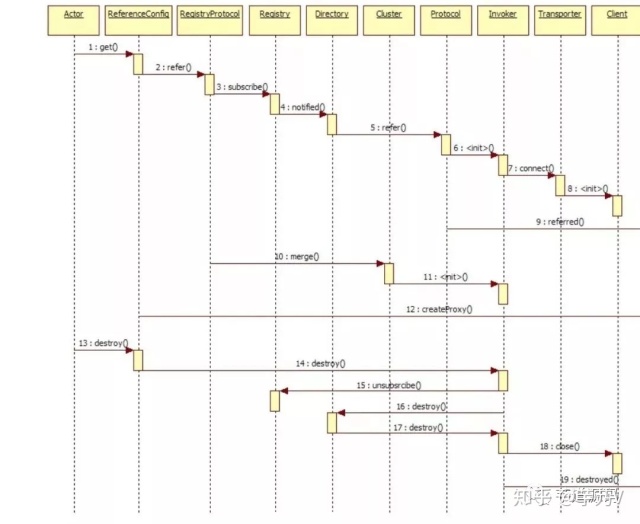 Actor ReferenceConfig RegistryProtocol Registry Directory Cluster Protocol Invoker Transporter Client
1 : get()
2 : refer()
3 : subscribe()
4 : notified()
5 : refer()
6 : <init>()
7 : connect()
8 : <init>()
9 : referred()
10 : merge()
11 : <init>()
12 : createProxy()
13 : destroy()
14 : destroy()
15 : unsubsrcibe()
16 : destroy()
17 : destroy()
18 : close()
19 : destroyed()
知乎